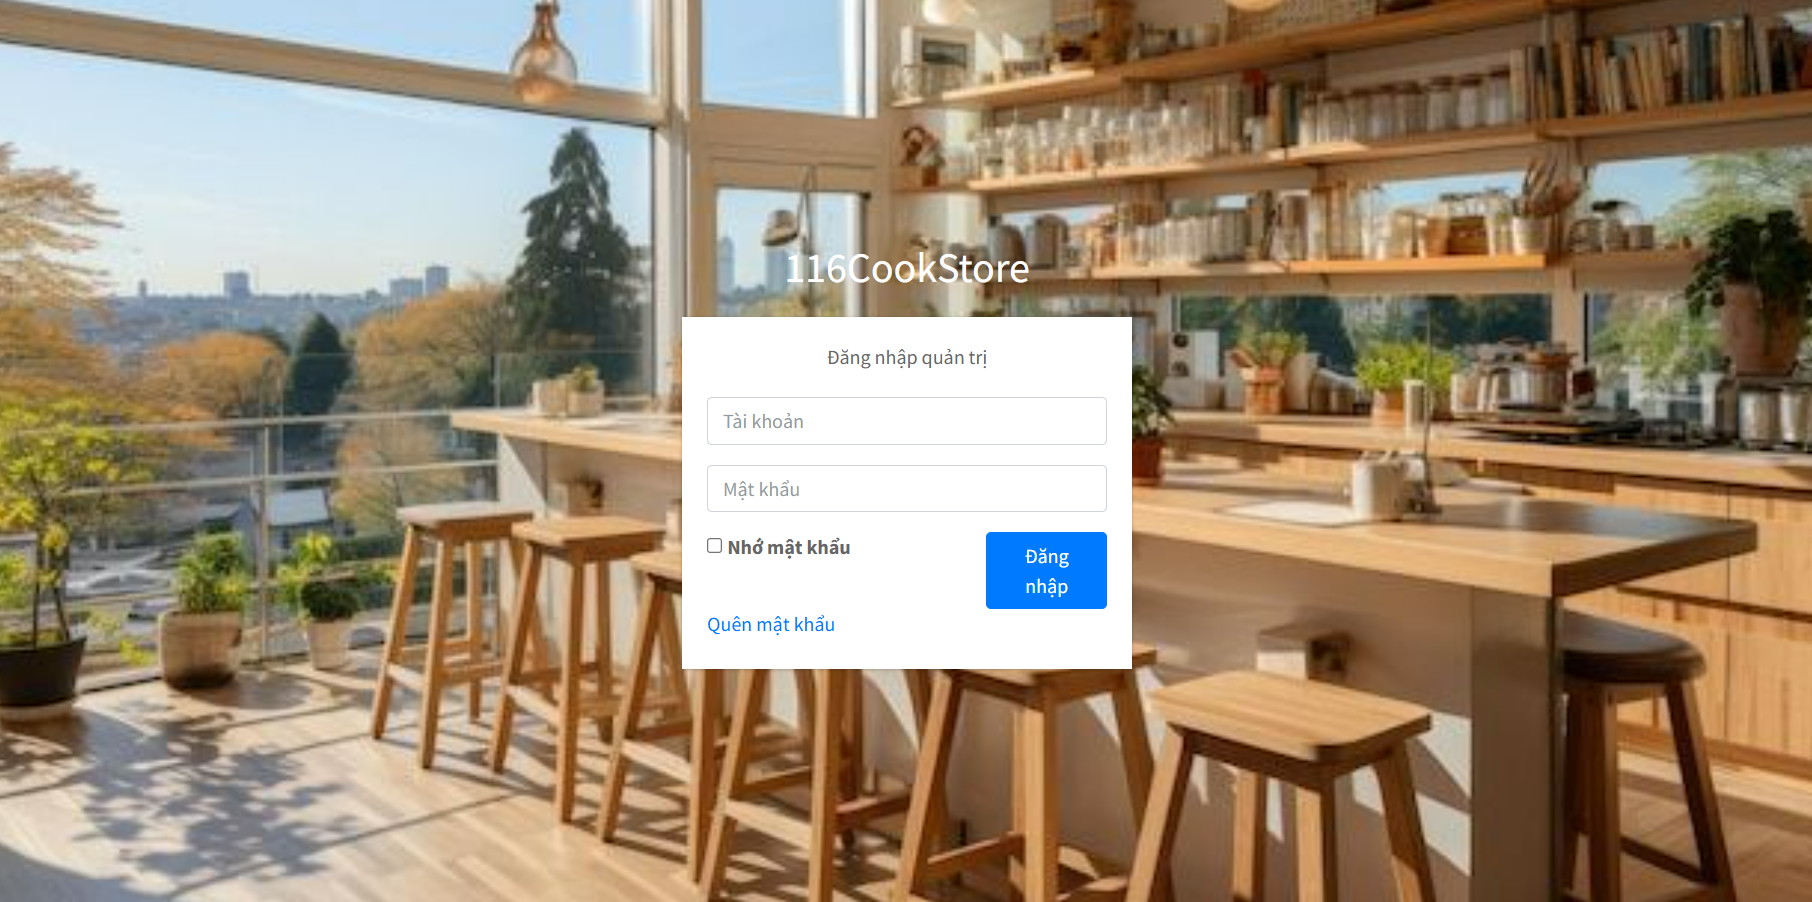 116CookStore
Đăng nhập quản trị
Tài khoản
Mật khẩu
Nhớ mật khẩu
Đăng
nhập
Quên mật khẩu